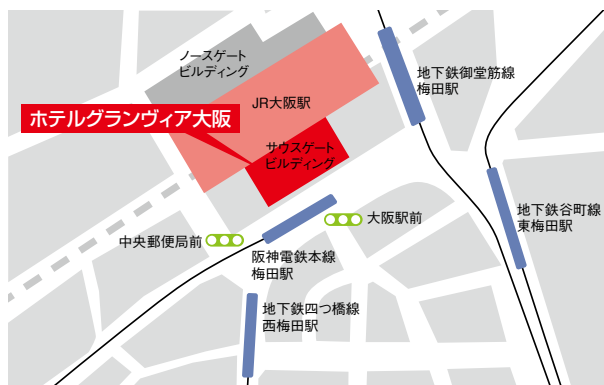 ノースゲート
ビルディング
地下鉄御堂筋線
梅田駅
JR大阪駅
ホテルグランヴィア大阪
サウスゲート
ビルディング
地下鉄谷町線
東梅田駅
大阪駅前
中央郵便局前
阪神電鉄本線
梅田駅
地下鉄四つ橋線
西梅田駅